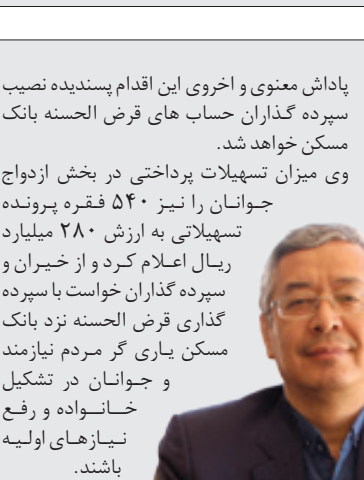 پاداش معنوی و اخروی این اقدام پسندیده نصیب
سپرده گذاران حساب های قرض الحسنه بانک
مسکن خواهد شد.
وی میزان تسهیلات پرداختی در بخش ازدواج
جوانان را نیز ۵۴۰ فقره پرونده
تسهیلاتی به ارزش ۲۸۰ میلیارد
ریال اعلام کرد و از خیران و
سپرده گذاران خواست با سپرده
گذاری قرض الحسنه نزد بانک
مسکن یاری گر مردم نیازمند
و جوانان در تشکیل
خانواده و رفع
نیازهای اولیه
باشند.